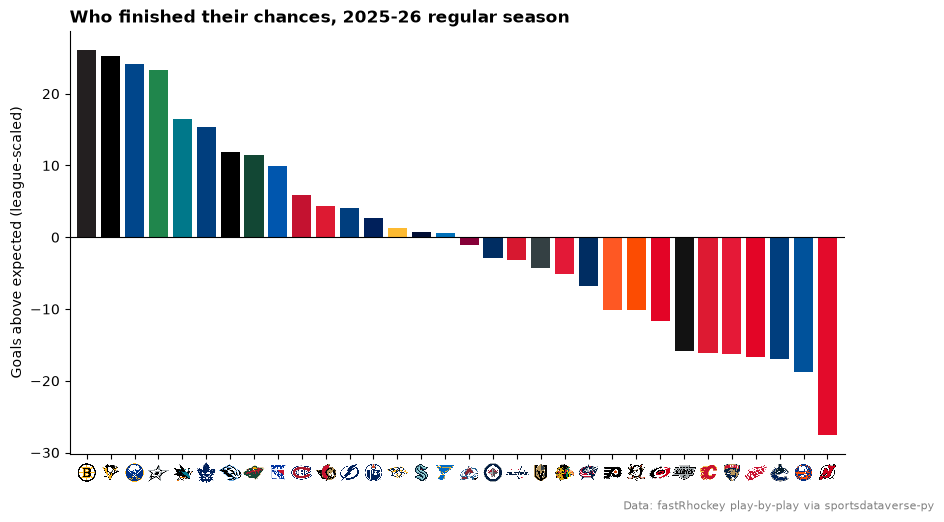 Who finished their chances, 2025-26 regular season
Goals above expected (league-scaled)
20
10
0
−10
−20
−30
B
Data: fastRhockey play-by-play via sportsdataverse-py